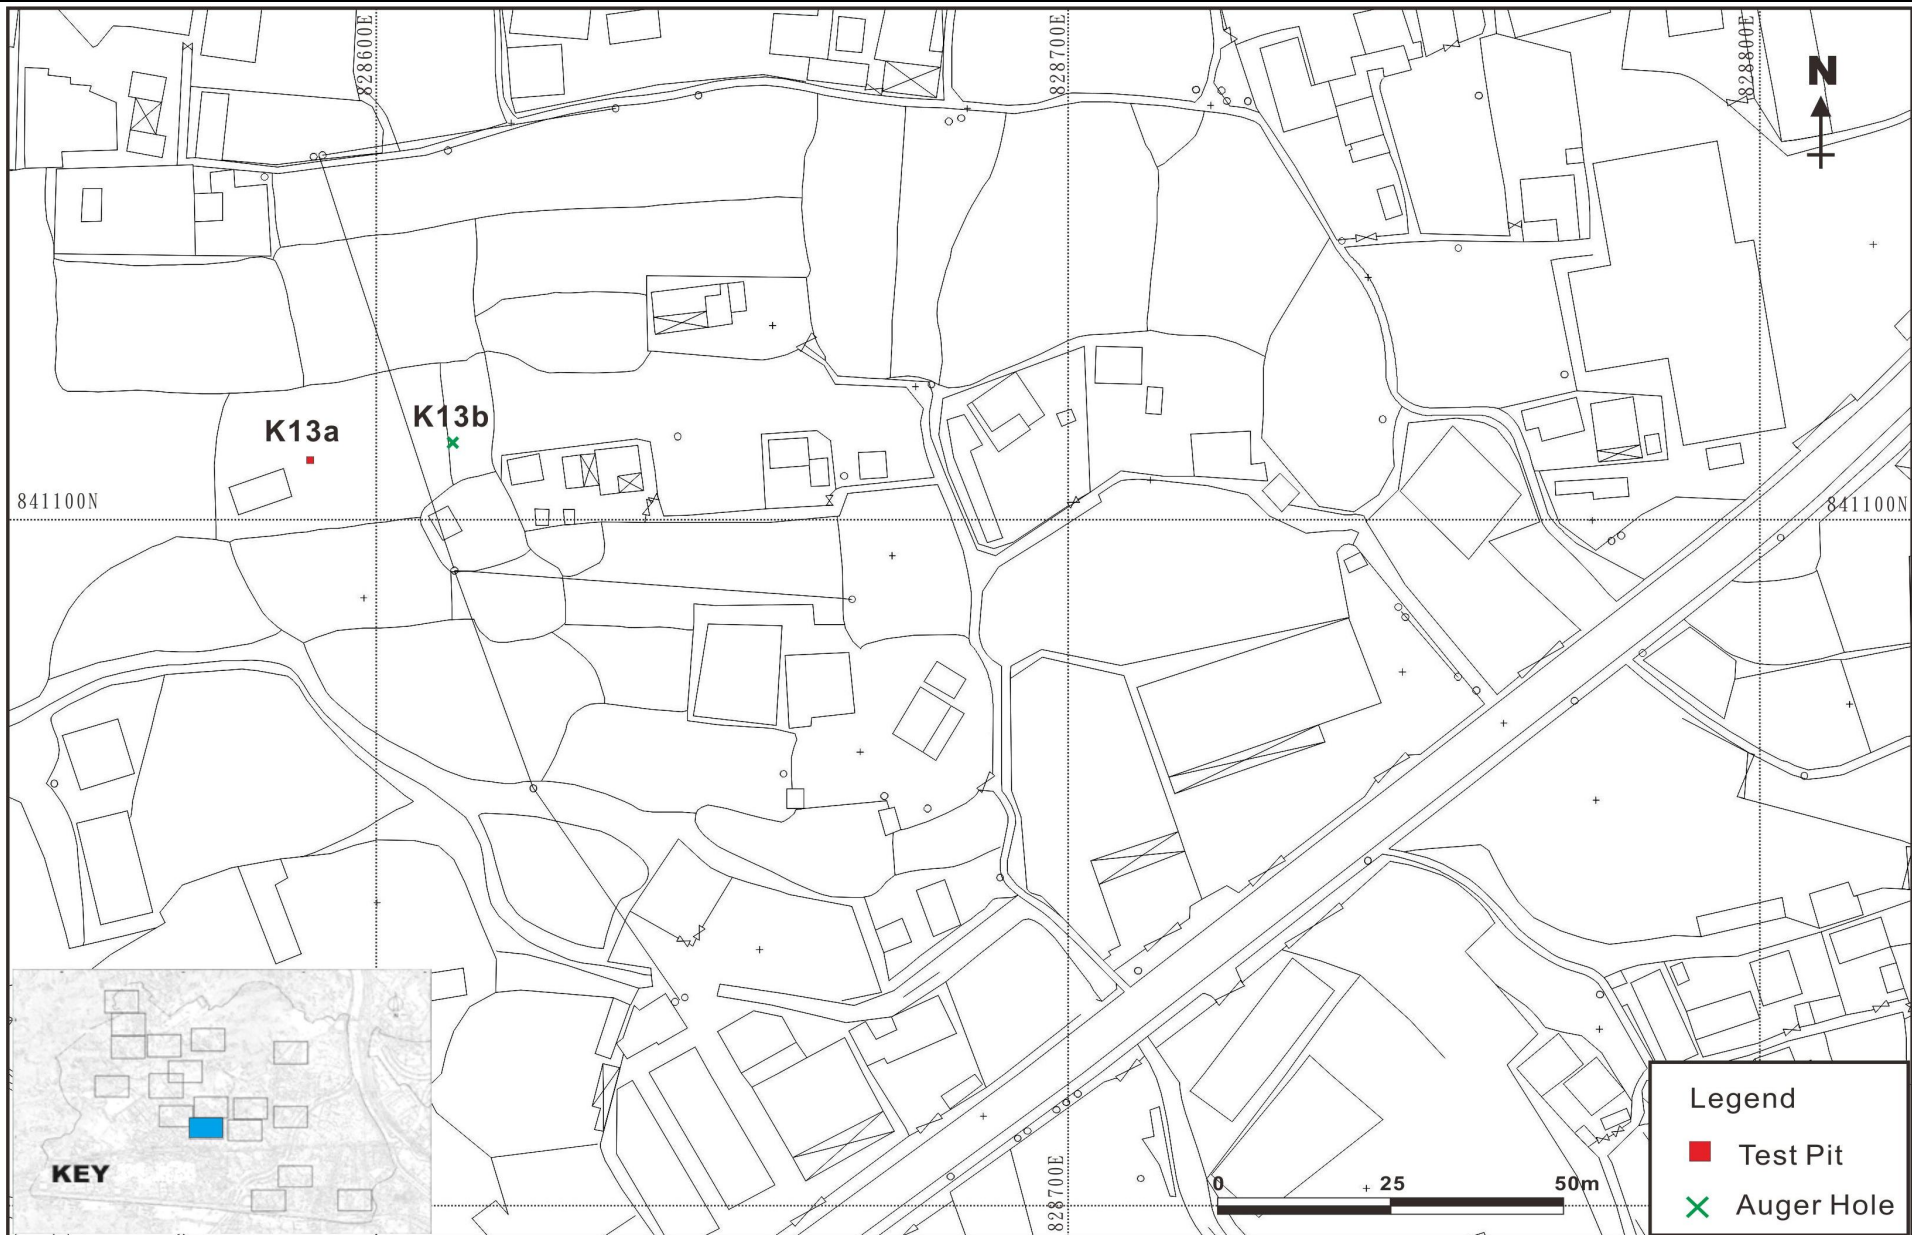 828600E
828700E
828800E
N
K13a
K13b
841100N
841100N
KEY
828700E
0 25 50m
Legend
Test Pit
Auger Hole